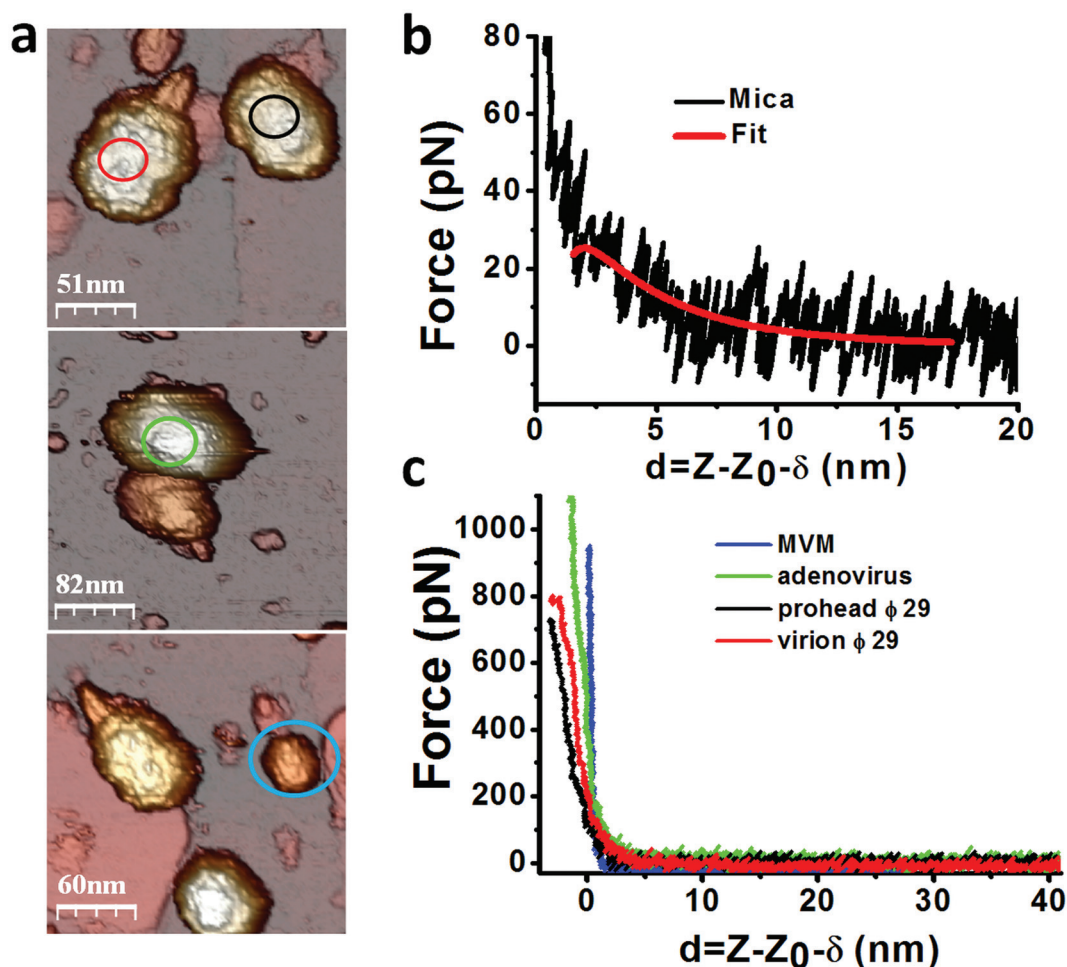 a
51nm
82nm
60nm
b
80
60
40
20
0
Force (pN)
Mica
Fit
0 5 10 15 20
d=Z-Z0-δ (nm)
c
1000
800
600
400
200
0
Force (pN)
MVM
adenovirus
prohead ϕ 29
virion ϕ 29
0 10 20 30 40
d=Z-Z0-δ (nm)